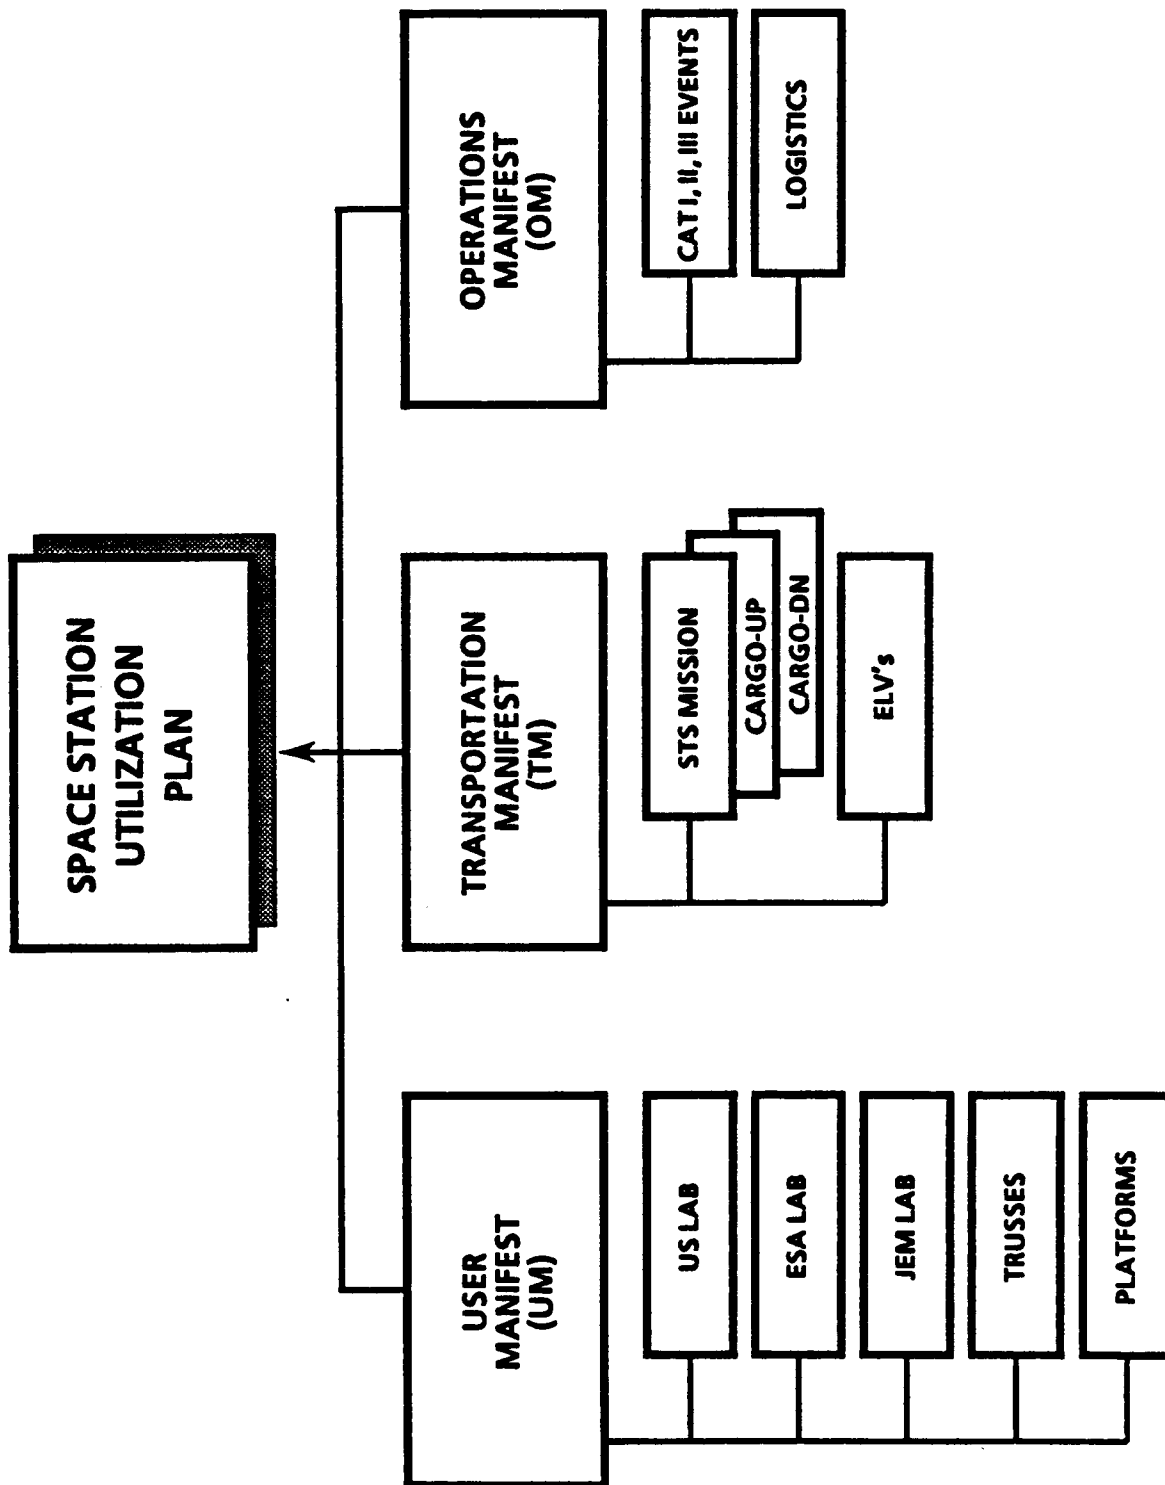 SPACE STATION
UTILIZATION
PLAN
USER
MANIFEST
(UM)
US LAB
ESA LAB
JEM LAB
TRUSSES
PLATFORMS
TRANSPORTATION
MANIFEST
(TM)
STS MISSION
CARGO-UP
CARGO-DN
ELV's
OPERATIONS
MANIFEST
(OM)
CAT I, II, III EVENTS
LOGISTICS